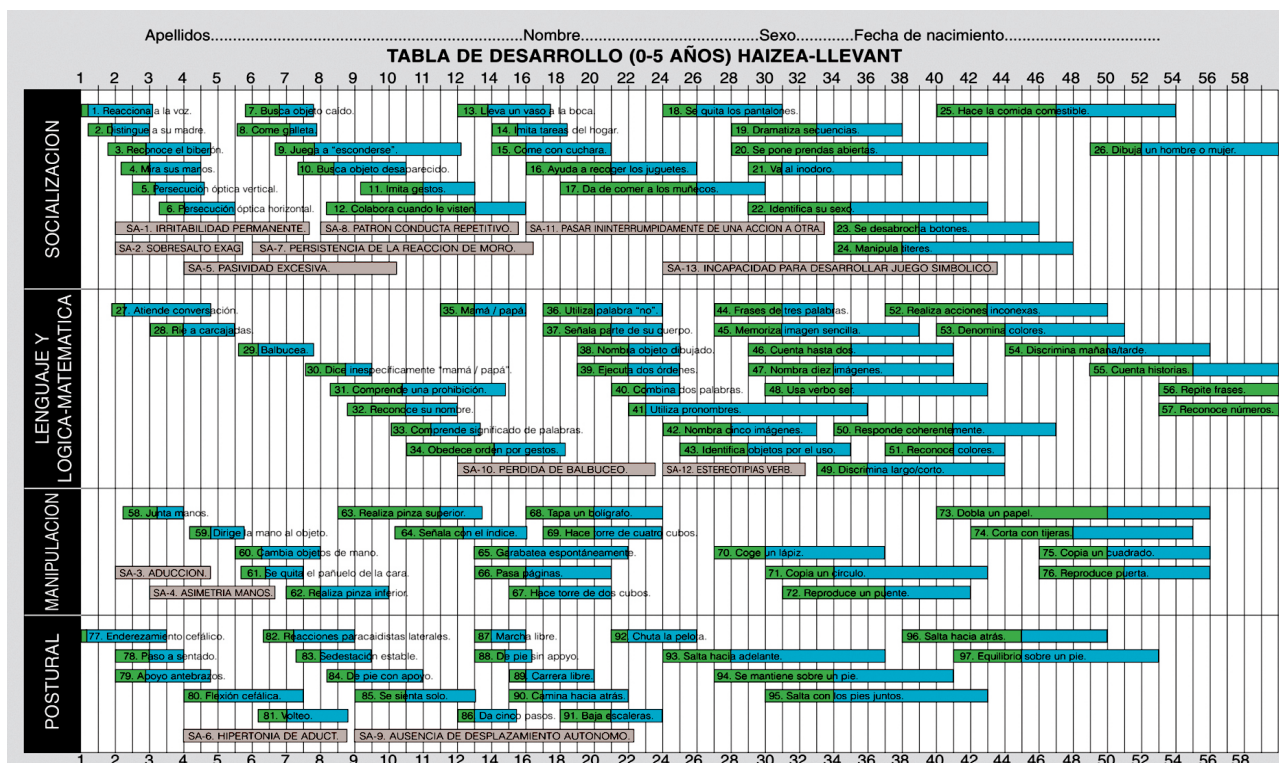 Apellidos......................................................Nombre.........................................Sexo..............Fecha de nacimiento....................................
TABLA DE DESARROLLO (0-5 AÑOS) HAIZEA-LLEVANT
1 2 3 4 5 6 7 8 9 10 11 12 14 16 18 20 22 24 26 28 30 32 34 36 38 40 42 44 46 48 50 52 54 56 58
SOCIALIZACION
1. Reacciona a la voz.
7. Busca objeto caído.
13. Lleva un vaso a la boca.
18. Se quita los pantalones.
25. Hace la comida comestible.
2. Distingue a su madre.
8. Come galleta.
14. Imita tareas del hogar.
19. Dramatiza secuencias.
3. Reconoce el biberón.
9. Juega a "esconderse".
15. Come con cuchara.
20. Se pone prendas abiertas.
26. Dibuja un hombre o mujer.
4. Mira sus manos.
10. Busca objeto desaparecido.
16. Ayuda a recoger los juguetes.
21. Va al inodoro.
5. Persecución óptica vertical.
11. Imita gestos.
17. Da de comer a los muñecos.
6. Persecución óptica horizontal.
12. Colabora cuando le visten.
22. Identifica su sexo.
SA-1. IRRITABILIDAD PERMANENTE.
SA-8. PATRON CONDUCTA REPETITIVO.
SA-11. PASAR ININTERRUMPIDAMENTE DE UNA ACCION A OTRA.
23. Se desabrocha botones.
SA-2. SOBRESALTO EXAG
SA-7. PERSISTENCIA DE LA REACCION DE MORO.
24. Manipula títeres.
SA-5. PASIVIDAD EXCESIVA.
SA-13. INCAPACIDAD PARA DESARROLLAR JUEGO SIMBOLICO.
LENGUAJE Y
LOGICA-MATEMATICA
27. Atiende conversación.
35. Mamá / papá.
36. Utiliza palabra "no".
44. Frases de tres palabras.
52. Realiza acciones inconexas.
28. Ríe a carcajadas.
37. Señala parte de su cuerpo.
45. Memoriza imagen sencilla.
53. Denomina colores.
29. Balbucea.
38. Nombra objeto dibujado.
46. Cuenta hasta dos.
54. Discrimina mañana/tarde.
30. Dice inespecíficamente "mamá / papá".
39. Ejecuta dos órdenes.
47. Nombra diez imágenes.
55. Cuenta historias.
31. Comprende una prohibición.
40. Combina dos palabras.
48. Usa verbo ser.
56. Repite frases.
32. Reconoce su nombre.
41. Utiliza pronombres.
57. Reconoce números.
33. Comprende significado de palabras.
42. Nombra cinco imágenes.
50. Responde coherentemente.
34. Obedece orden por gestos.
43. Identifica objetos por el uso.
51. Reconoce colores.
SA-10. PERDIDA DE BALBUCEO.
SA-12. ESTEREOTIPIAS VERB.
49. Discrimina largo/corto.
MANIPULACION
58. Junta manos.
63. Realiza pinza superior.
68. Tapa un bolígrafo.
73. Dobla un papel.
59. Dirige la mano al objeto.
64. Señala con el índice.
69. Hace torre de cuatro cubos.
74. Corta con tijeras.
60. Cambia objetos de mano.
65. Garabatea espontáneamente.
70. Coge un lápiz.
75. Copia un cuadrado.
SA-3. ADUCCION.
61. Se quita el pañuelo de la cara.
66. Pasa páginas.
71. Copia un círculo.
76. Reproduce puerta.
SA-4. ASIMETRIA MANOS.
62. Realiza pinza inferior.
67. Hace torre de dos cubos.
72. Reproduce un puente.
POSTURAL
77. Enderezamiento cefálico.
82. Reacciones paracaidistas laterales.
87. Marcha libre.
92. Chuta la pelota.
96. Salta hacia atrás.
78. Paso a sentado.
83. Sedestación estable.
88. De pie sin apoyo.
93. Salta hacia adelante.
97. Equilibrio sobre un pie.
79. Apoyo antebrazos.
84. De pie con apoyo.
89. Carrera libre.
94. Se mantiene sobre un pie.
80. Flexión cefálica.
85. Se sienta solo.
90. Camina hacia atrás.
95. Salta con los pies juntos.
81. Volteo.
86. Da cinco pasos.
91. Baja escaleras.
SA-6. HIPERTONIA DE ADUCT.
SA-9. AUSENCIA DE DESPLAZAMIENTO AUTONOMO.
1 2 3 4 5 6 7 8 9 10 11 12 14 16 18 20 22 24 26 28 30 32 34 36 38 40 42 44 46 48 50 52 54 56 58